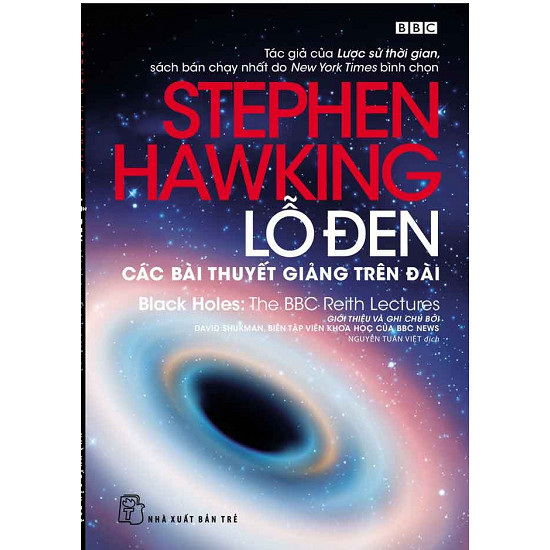 BBC
Tác giả của Lược sử thời gian,
sách bán chạy nhất do New York Times bình chọn
STEPHEN
HAWKING
LỖ ĐEN
CÁC BÀI THUYẾT GIẢNG TRÊN ĐÀI
Black Holes: The BBC Reith Lectures
GIỚI THIỆU VÀ GHI CHÚ BỞI
DAVID SHUKMAN, BIÊN TẬP VIÊN KHOA HỌC CỦA BBC NEWS
NGUYỄN TUẤN VIỆT dịch
NHÀ XUẤT BẢN TRẺ